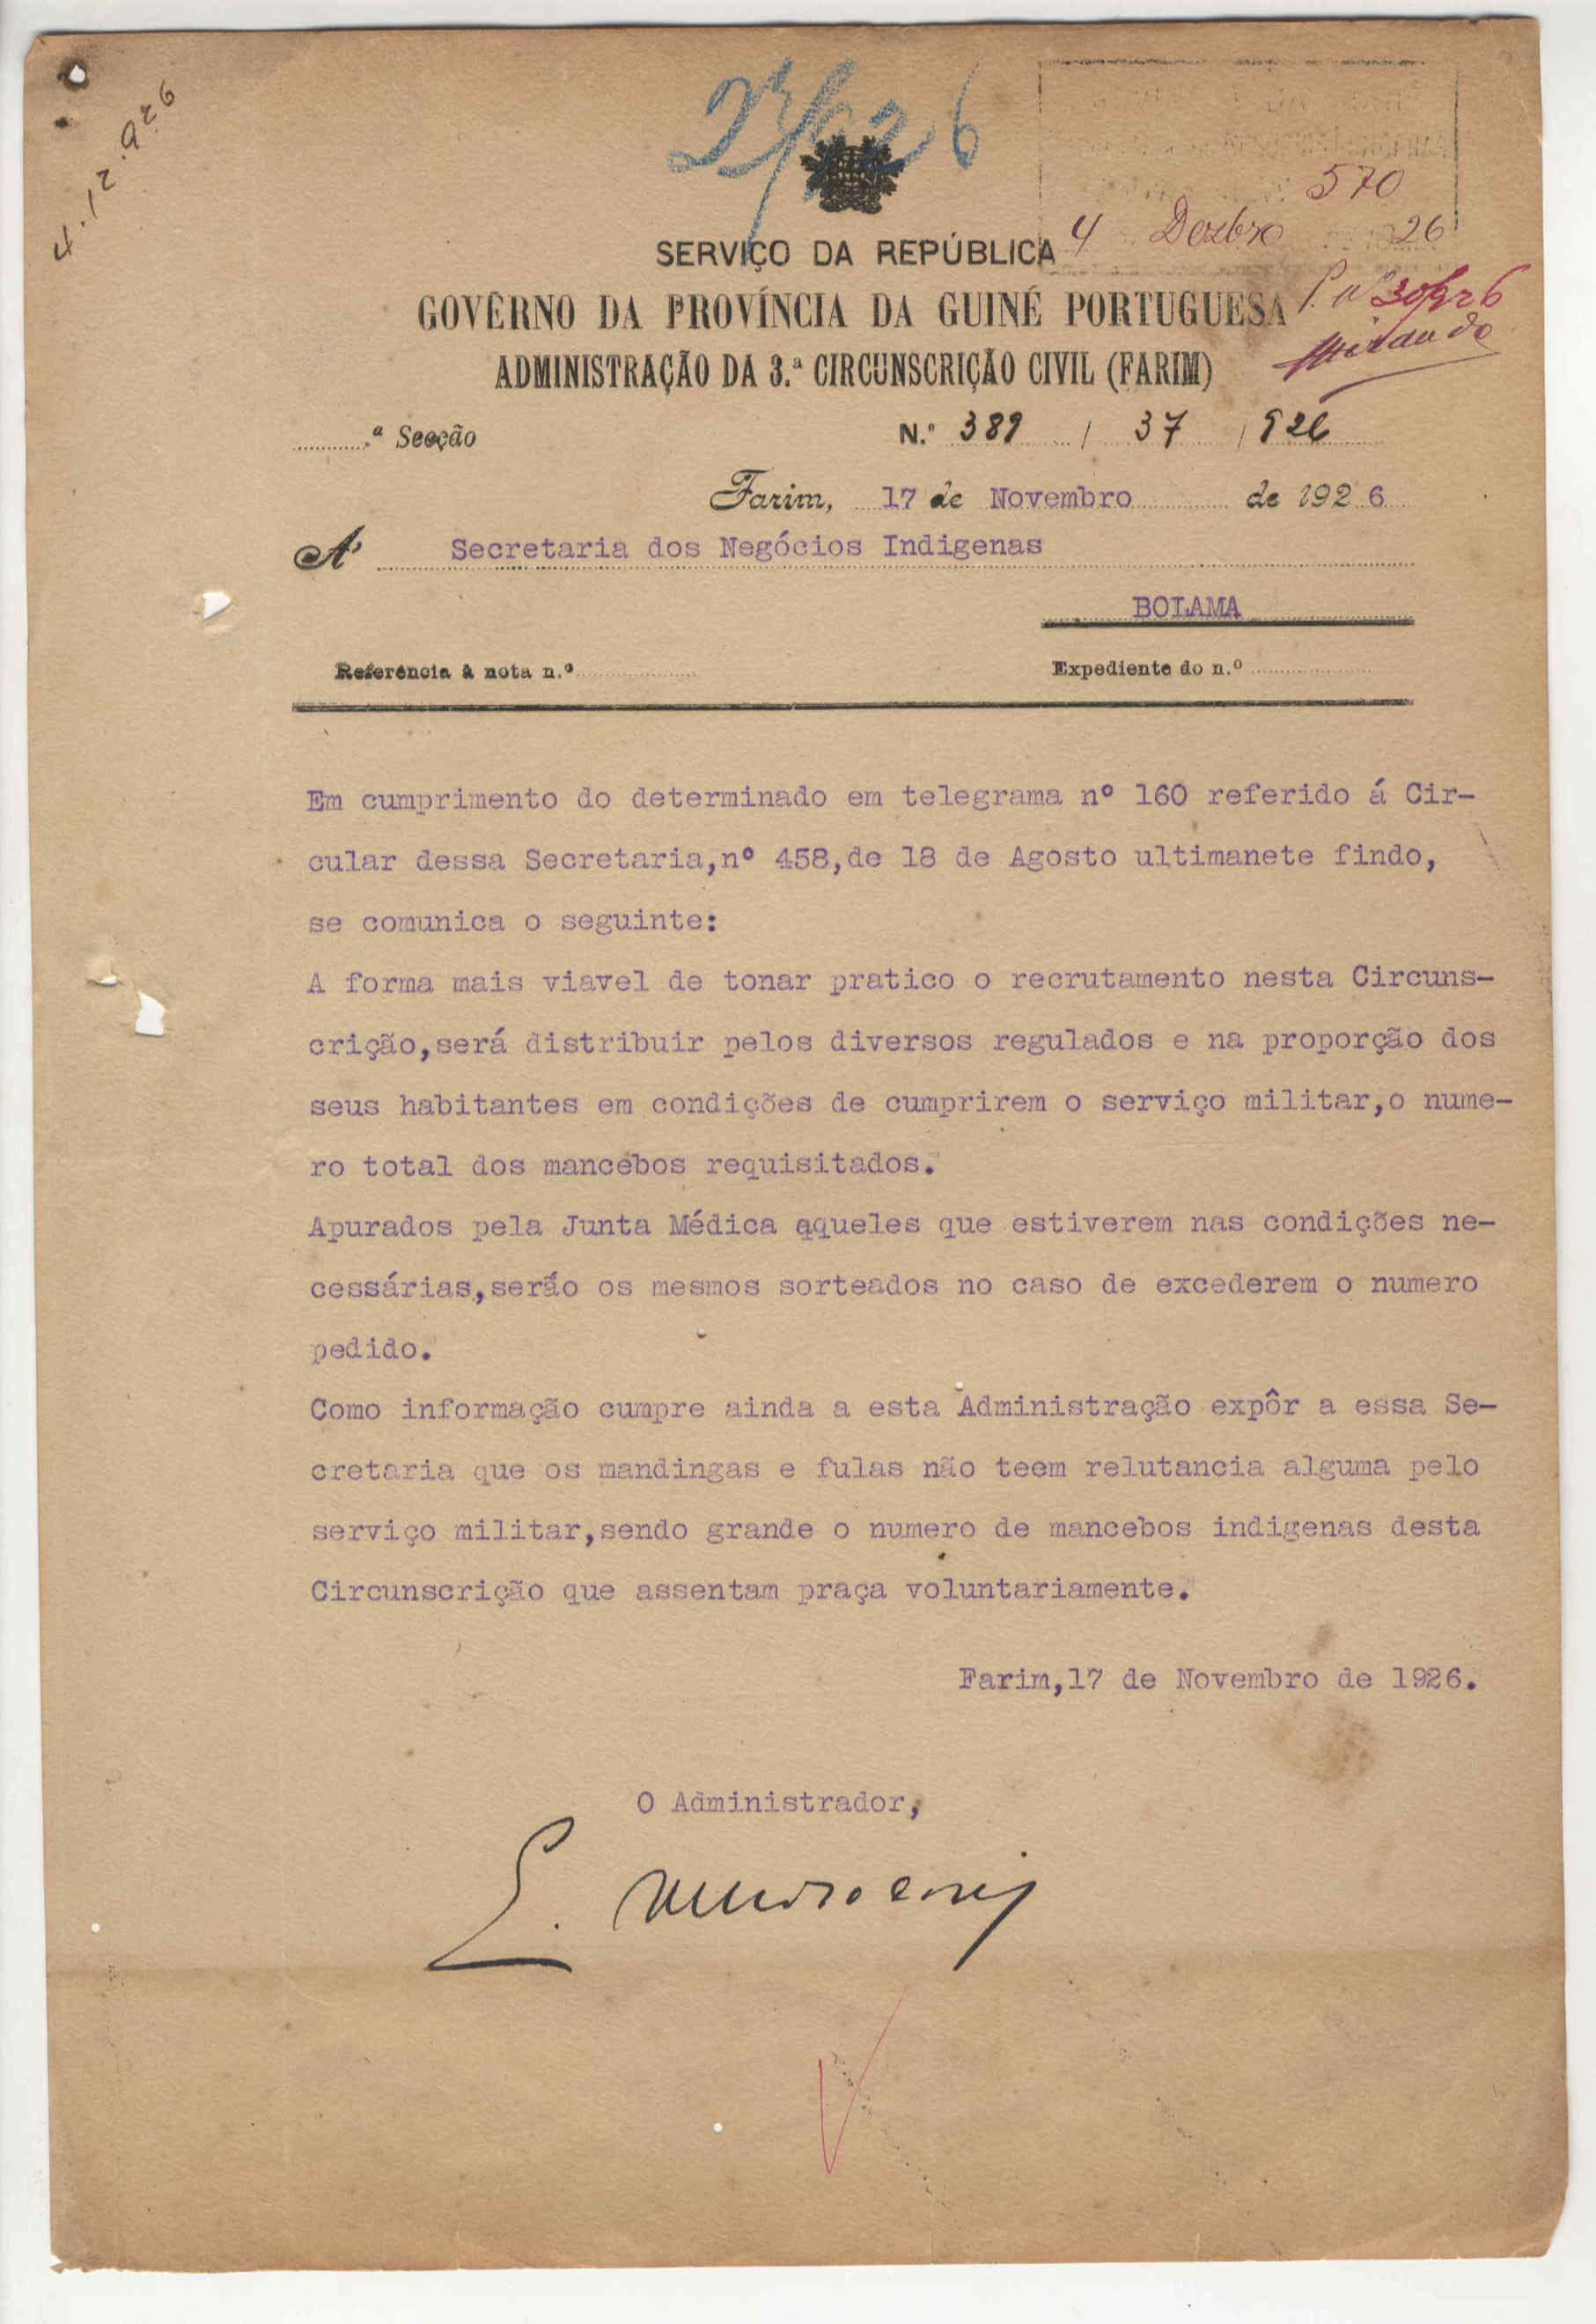 4.12.926
570
4 Dezbro 26
SERVIÇO DA REPÚBLICA
GOVÊRNO DA PROVÍNCIA DA GUINÉ PORTUGUESA
ADMINISTRAÇÃO DA 3.ª CIRCUNSCRIÇÃO CIVIL (FARIM)
.ª Secção N.º 389 / 37 / 926
Farim, 17 de Novembro de 1926
A' Secretaria dos Negócios Indigenas
BOLAMA
Referência à nota n.º Expediente do n.º
Em cumprimento do determinado em telegrama nº 160 referido á Cir-
cular dessa Secretaria,nº 458,de 18 de Agosto ultimanete findo,
se comunica o seguinte:
A forma mais viavel de tonar pratico o recrutamento nesta Circuns-
crição,será distribuir pelos diversos regulados e na proporção dos
seus habitantes em condições de cumprirem o serviço militar,o nume-
ro total dos mancebos requisitados.
Apurados pela Junta Médica aqueles que estiverem nas condições ne-
cessárias,serão os mesmos sorteados no caso de excederem o numero
pedido.
Como informação cumpre ainda a esta Administração expôr a essa Se-
cretaria que os mandingas e fulas não teem relutancia alguma pelo
serviço militar,sendo grande o numero de mancebos indigenas desta
Circunscrição que assentam praça voluntariamente.
Farim,17 de Novembro de 1926.
O Administrador,